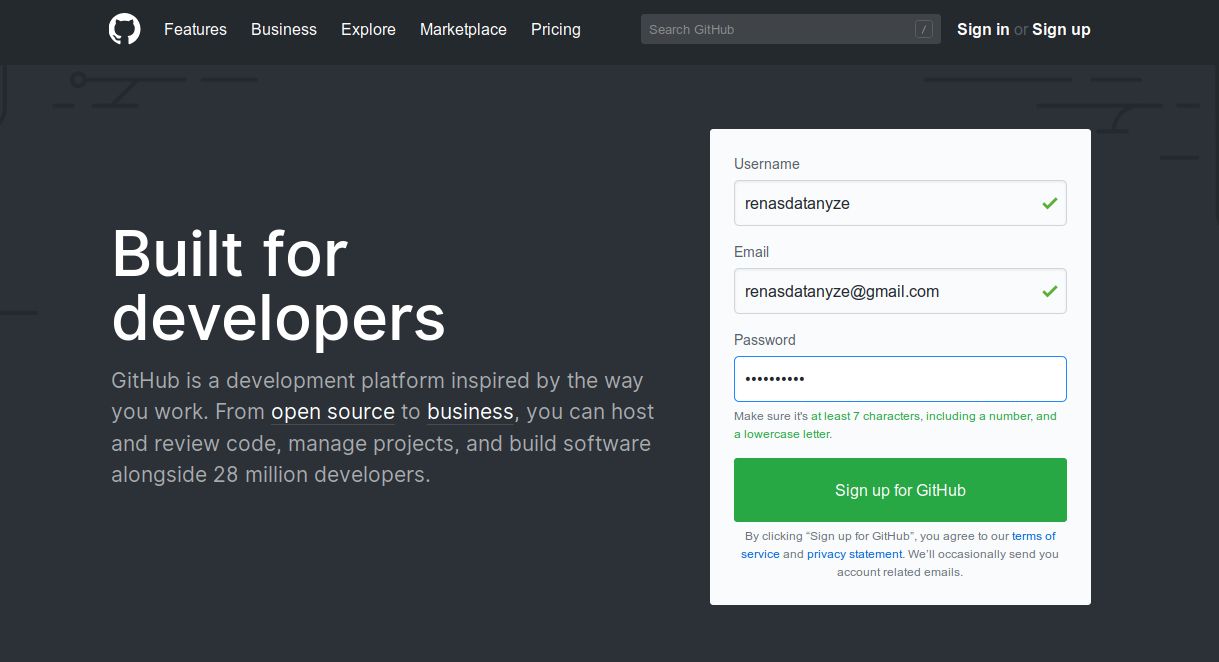 Features Business Explore Marketplace Pricing Search GitHub / Sign in or Sign up
Built for
developers
GitHub is a development platform inspired by the way
you work. From open source to business, you can host
and review code, manage projects, and build software
alongside 28 million developers.
Username
renasdatanyze
Email
renasdatanyze@gmail.com
Password
••••••••••
Make sure it's at least 7 characters, including a number, and
a lowercase letter.
Sign up for GitHub
By clicking “Sign up for GitHub”, you agree to our terms of
service and privacy statement. We’ll occasionally send you
account related emails.